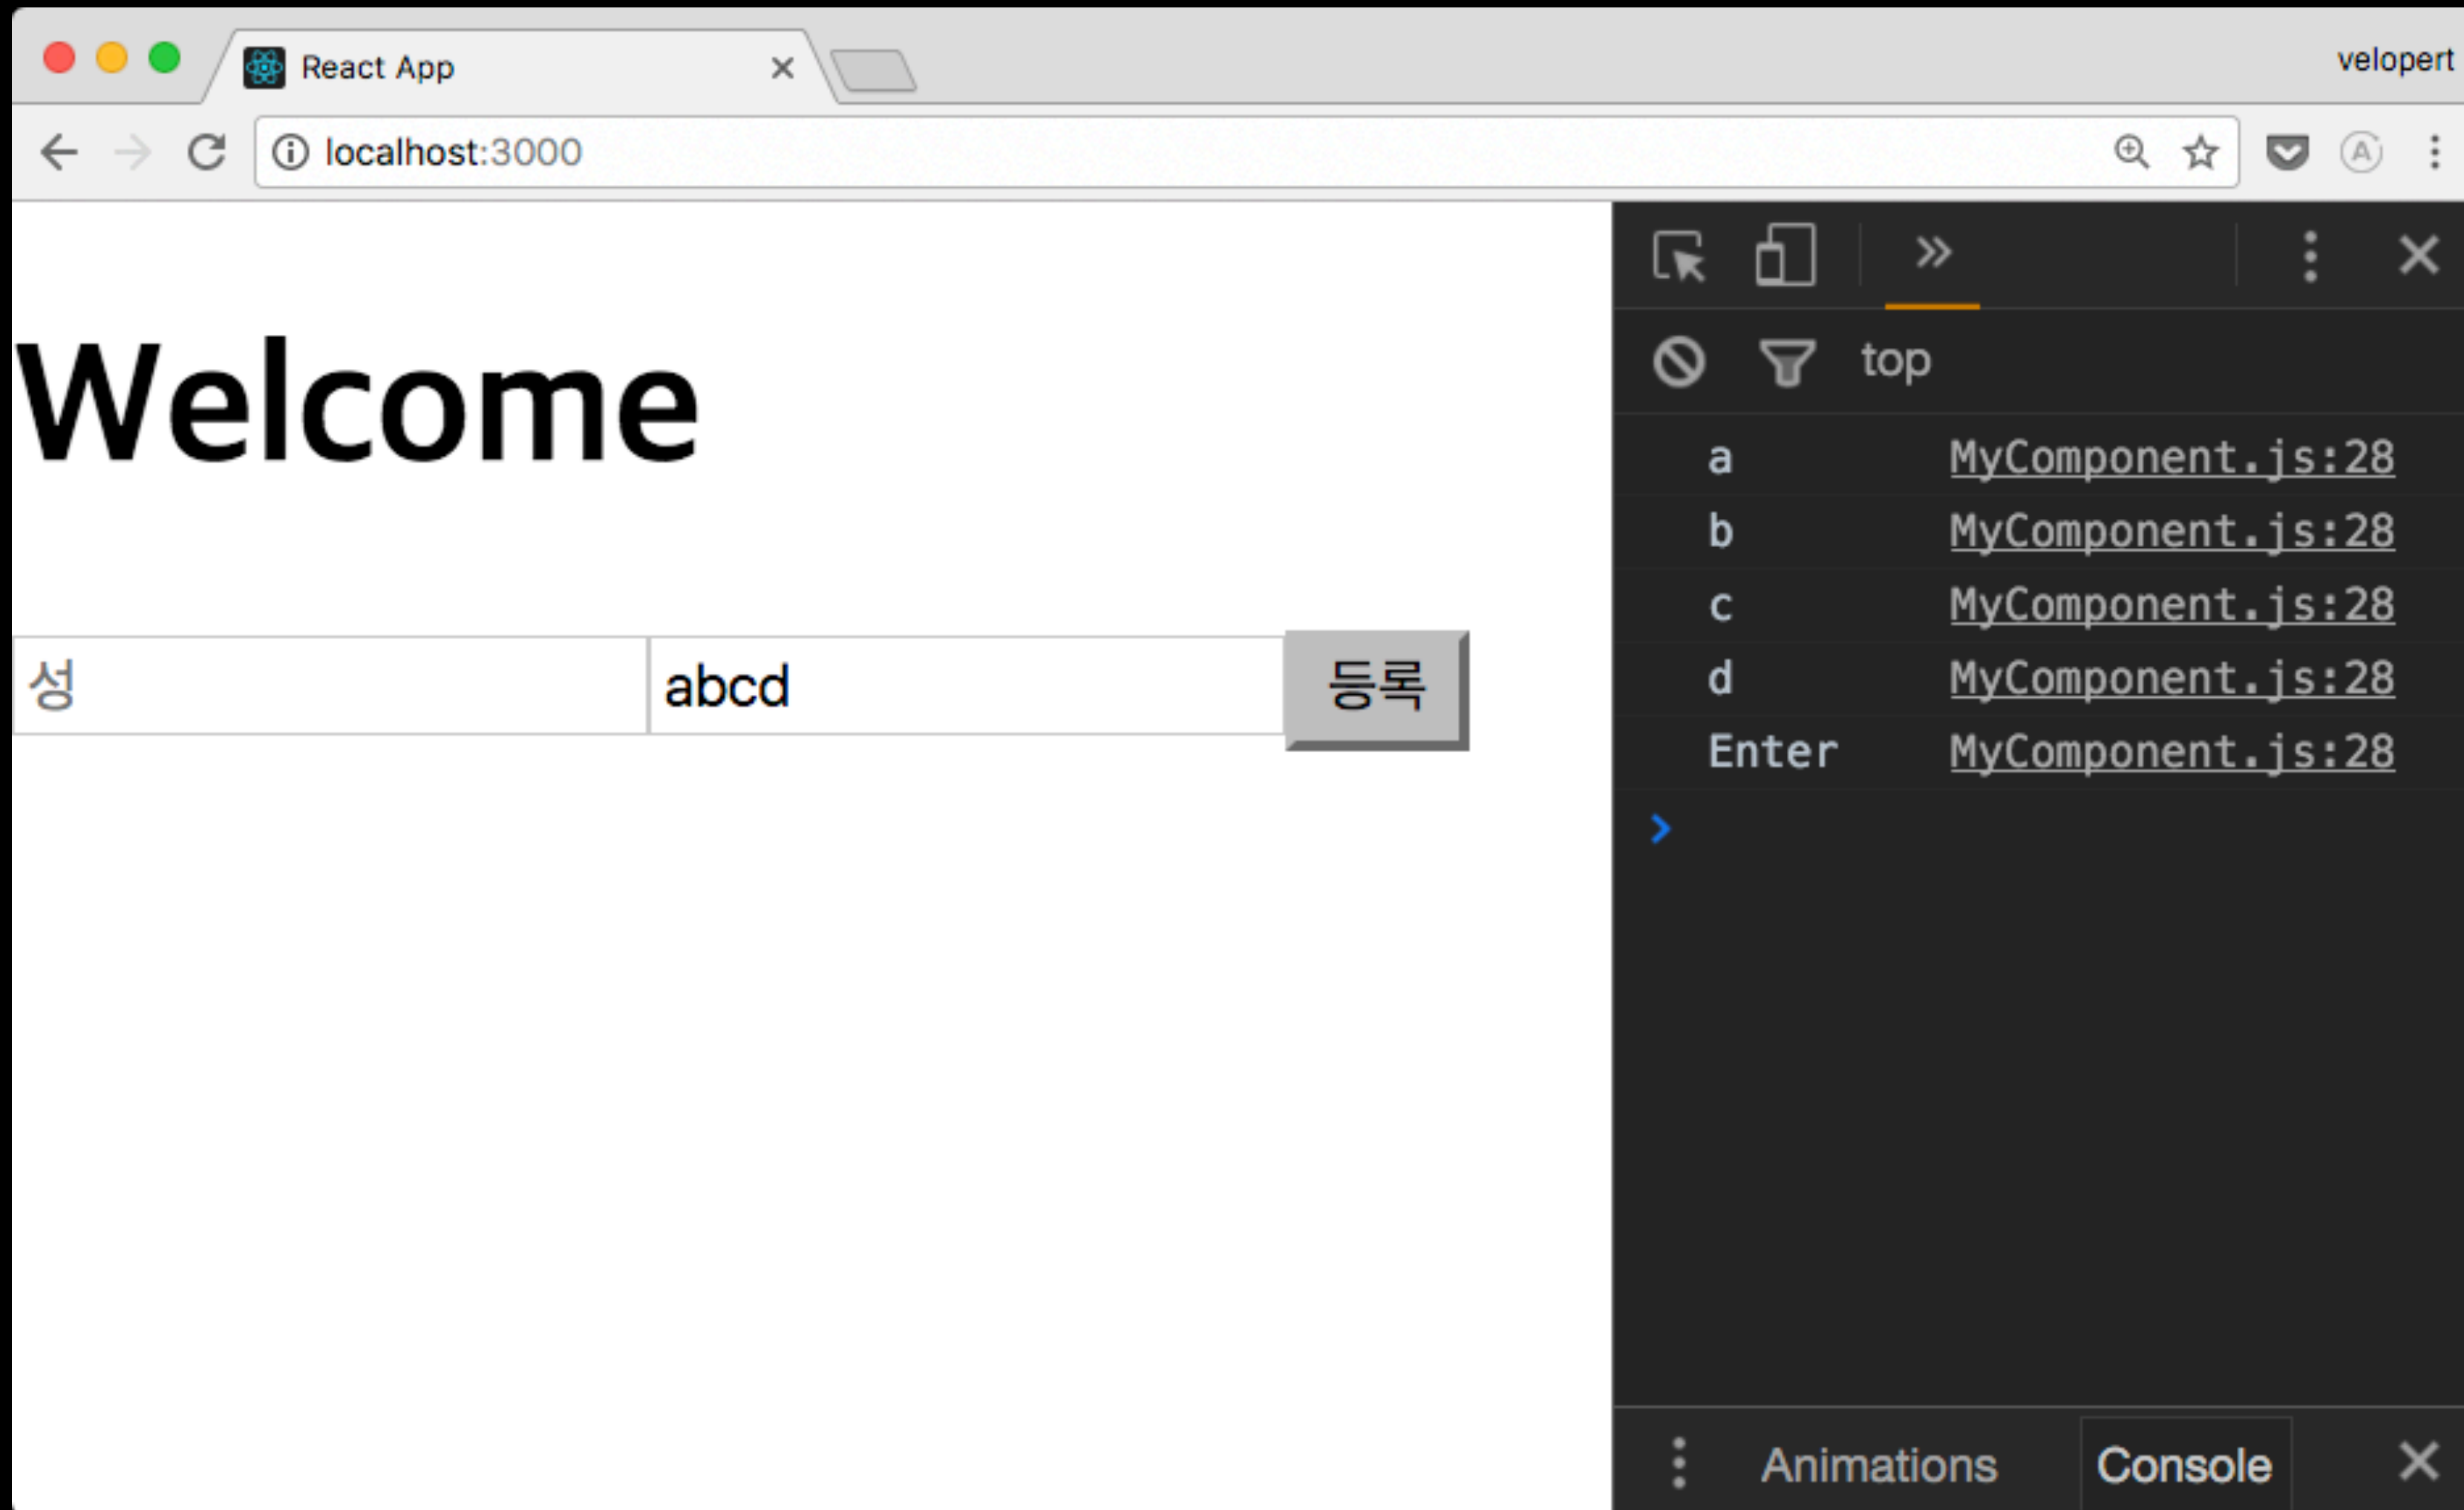 React App
velopert
localhost:3000
Welcome
성
abcd
등록
top
a MyComponent.js:28
b MyComponent.js:28
c MyComponent.js:28
d MyComponent.js:28
Enter MyComponent.js:28
Animations Console